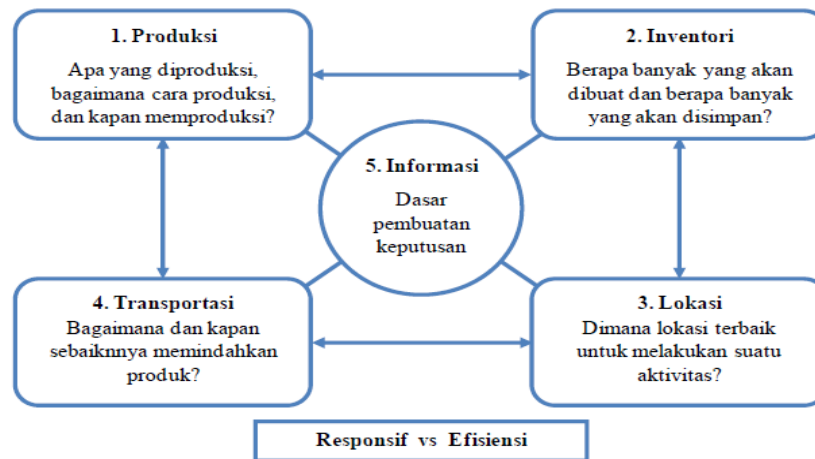 1. Produksi
Apa yang diproduksi,
bagaimana cara produksi,
dan kapan memproduksi?
2. Inventori
Berapa banyak yang akan
dibuat dan berapa banyak
yang akan disimpan?
5. Informasi
Dasar
pembuatan
keputusan
4. Transportasi
Bagaimana dan kapan
sebaiknnya memindahkan
produk?
3. Lokasi
Dimana lokasi terbaik
untuk melakukan suatu
aktivitas?
Responsif vs Efisiensi